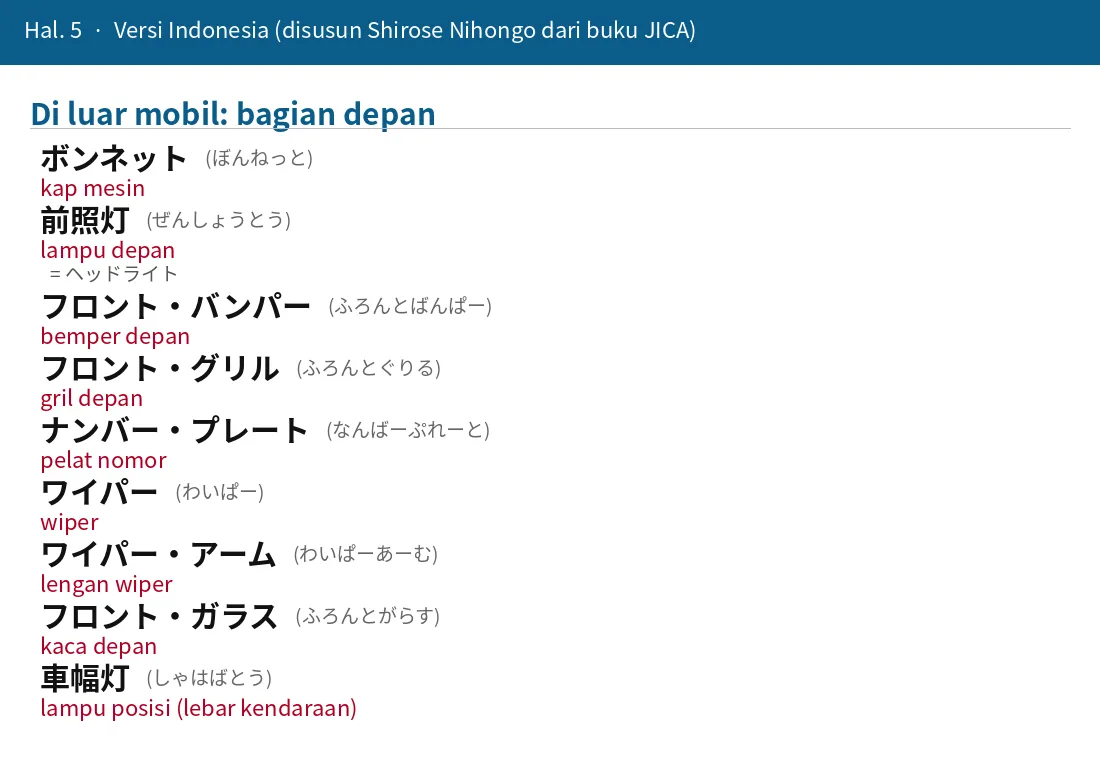 Hal. 5 · Versi Indonesia (disusun Shirose Nihongo dari buku JICA)
Di luar mobil: bagian depan
ボンネット (ぼんねっと)
kap mesin
前照灯 (ぜんしょうとう)
lampu depan
= ヘッドライト
フロント・バンパー (ふろんとばんぱー)
bemper depan
フロント・グリル (ふろんとぐりる)
gril depan
ナンバー・プレート (なんばーぷれーと)
pelat nomor
ワイパー (わいぱー)
wiper
ワイパー・アーム (わいぱーあーむ)
lengan wiper
フロント・ガラス (ふろんとがらす)
kaca depan
車幅灯 (しゃはばとう)
lampu posisi (lebar kendaraan)